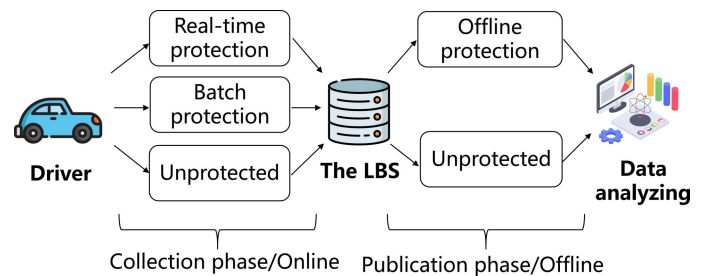 Real-time
protection
Batch
protection
Unprotected
Driver
The LBS
Offline
protection
Unprotected
Data
analyzing
Collection phase/Online
Publication phase/Offline